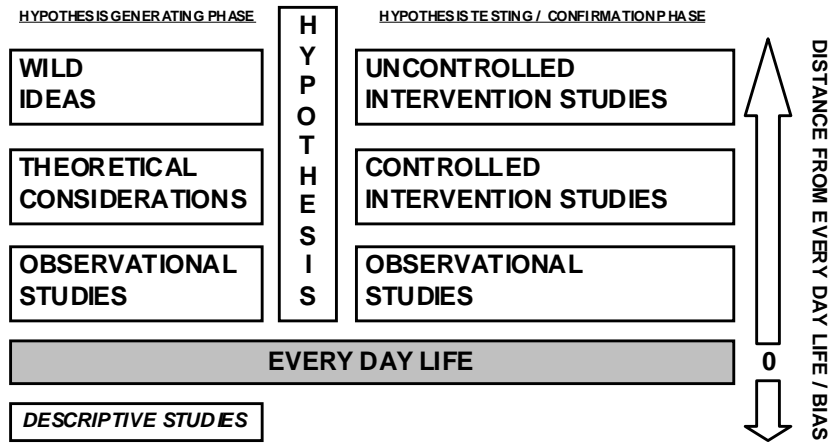 HYPOTHESIS GENERATING PHASE
WILD
IDEAS
THEORETICAL
CONSIDERATIONS
OBSERVATIONAL
STUDIES
H
Y
P
O
T
H
E
S
I
S
HYPOTHESIS TESTING / CONFIRMATION PHASE
UNCONTROLLED
INTERVENTION STUDIES
CONTROLLED
INTERVENTION STUDIES
OBSERVATIONAL
STUDIES
EVERY DAY LIFE
0
DESCRIPTIVE STUDIES
DISTANCE FROM EVERY DAY LIFE / BIAS